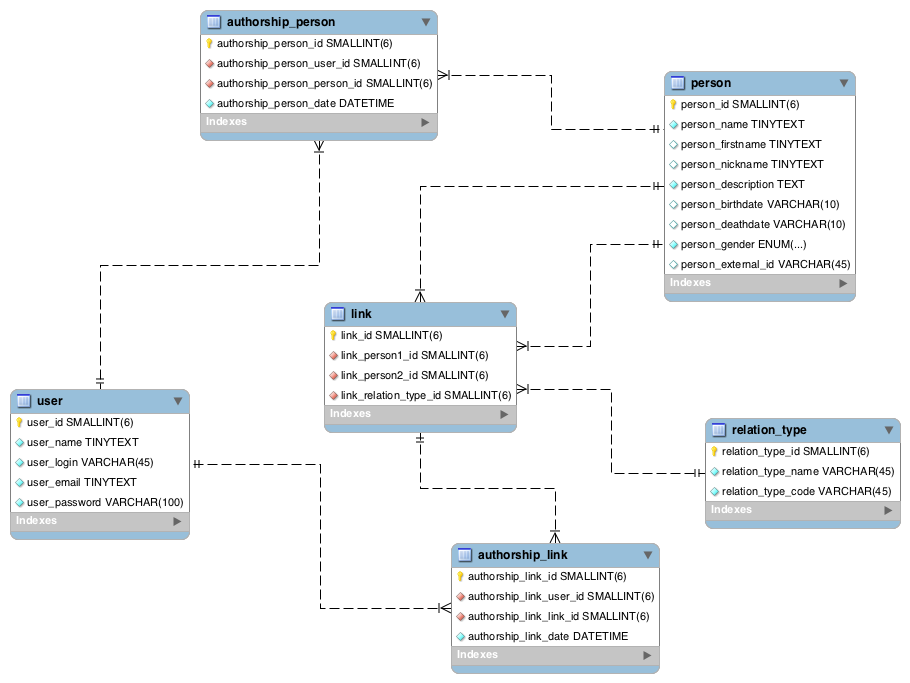 authorship_person
authorship_person_id SMALLINT(6)
authorship_person_user_id SMALLINT(6)
authorship_person_person_id SMALLINT(6)
authorship_person_date DATETIME
Indexes
person
person_id SMALLINT(6)
person_name TINYTEXT
person_firstname TINYTEXT
person_nickname TINYTEXT
person_description TEXT
person_birthdate VARCHAR(10)
person_deathdate VARCHAR(10)
person_gender ENUM(...)
person_external_id VARCHAR(45)
Indexes
link
link_id SMALLINT(6)
link_person1_id SMALLINT(6)
link_person2_id SMALLINT(6)
link_relation_type_id SMALLINT(6)
Indexes
user
user_id SMALLINT(6)
user_name TINYTEXT
user_login VARCHAR(45)
user_email TINYTEXT
user_password VARCHAR(100)
Indexes
relation_type
relation_type_id SMALLINT(6)
relation_type_name VARCHAR(45)
relation_type_code VARCHAR(45)
Indexes
authorship_link
authorship_link_id SMALLINT(6)
authorship_link_user_id SMALLINT(6)
authorship_link_link_id SMALLINT(6)
authorship_link_date DATETIME
Indexes